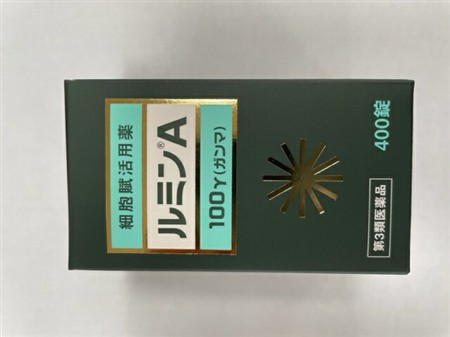 細胞賦活用薬
ルミン®A
100γ(ガンマ)
第3類医薬品
400錠